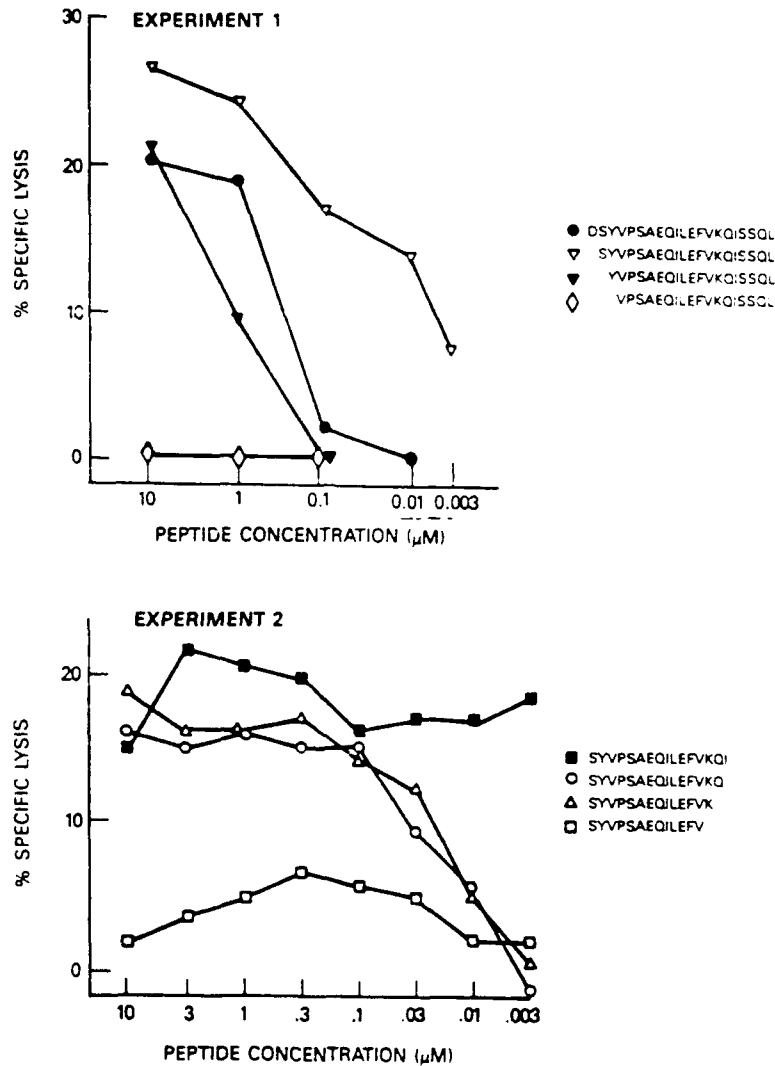 EXPERIMENT 1
30
20
10
0
% SPECIFIC LYSIS
10 1 0.1 0.01 0.003
PEPTIDE CONCENTRATION (μM)
DSYVPSAEQILEFVKQISSQL
SYVPSAEQILEFVKQISSQL
YVPSAEQILEFVKQISSQL
VPSAEQILEFVKQISSQL
EXPERIMENT 2
20
10
0
% SPECIFIC LYSIS
10 3 1 .3 .1 .03 .01 .003
PEPTIDE CONCENTRATION (μM)
SYVPSAEQILEFVKQI
SYVPSAEQILEFVKQ
SYVPSAEQILEFVK
SYVPSAEQILEFV